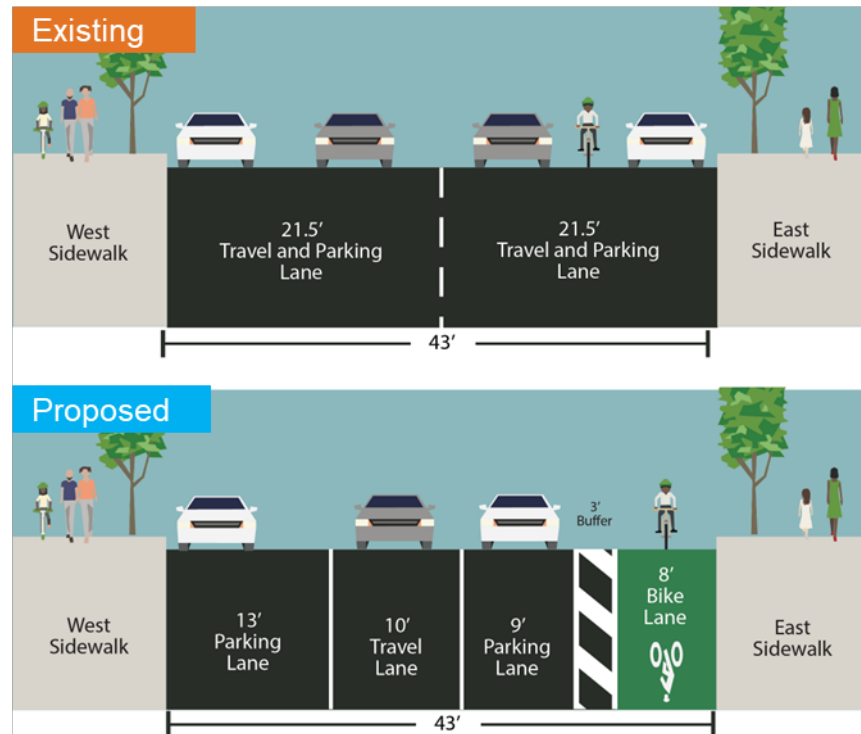 Existing
West
Sidewalk
21.5’
Travel and Parking
Lane
21.5’
Travel and Parking
Lane
East
Sidewalk
43’
Proposed
3’
Buffer
West
Sidewalk
13’
Parking
Lane
10’
Travel
Lane
9’
Parking
Lane
8’
Bike
Lane
East
Sidewalk
43’